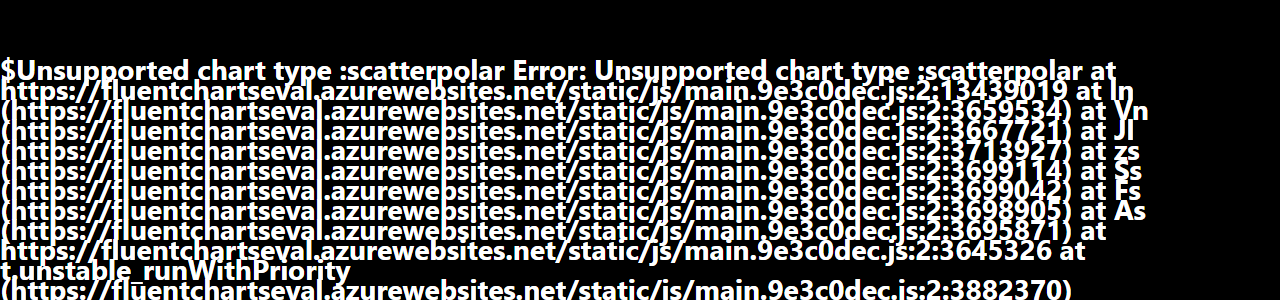 $Unsupported chart type :scatterpolar Error: Unsupported chart type :scatterpolar at
https://fluentchartseval.azurewebsites.net/static/js/main.9e3c0dec.js:2:13439019 at ln
(https://fluentchartseval.azurewebsites.net/static/js/main.9e3c0dec.js:2:3659534) at Vn
(https://fluentchartseval.azurewebsites.net/static/js/main.9e3c0dec.js:2:3667721) at Jl
(https://fluentchartseval.azurewebsites.net/static/js/main.9e3c0dec.js:2:3713927) at zs
(https://fluentchartseval.azurewebsites.net/static/js/main.9e3c0dec.js:2:3699114) at Ss
(https://fluentchartseval.azurewebsites.net/static/js/main.9e3c0dec.js:2:3699042) at Fs
(https://fluentchartseval.azurewebsites.net/static/js/main.9e3c0dec.js:2:3698905) at As
(https://fluentchartseval.azurewebsites.net/static/js/main.9e3c0dec.js:2:3695871) at
https://fluentchartseval.azurewebsites.net/static/js/main.9e3c0dec.js:2:3645326 at
t.unstable_runWithPriority
(https://fluentchartseval.azurewebsites.net/static/js/main.9e3c0dec.js:2:3882370)